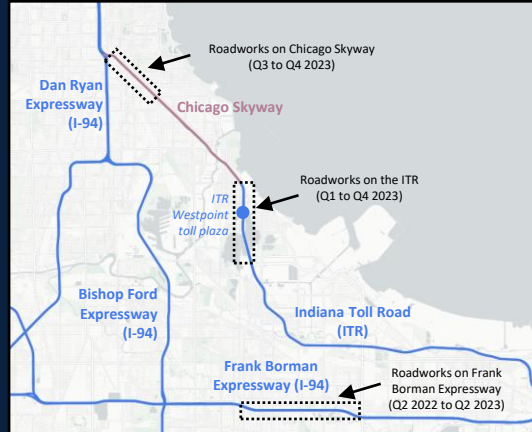 Roadworks on Chicago Skyway
(Q3 to Q4 2023)
Dan Ryan
Expressway
(I-94)
Chicago Skyway
Roadworks on the ITR
(Q1 to Q4 2023)
ITR
Westpoint
toll plaza
Bishop Ford
Expressway
(I-94)
Indiana Toll Road
(ITR)
Frank Borman
Expressway (I-94)
Roadworks on Frank
Borman Expressway
(Q2 2022 to Q2 2023)